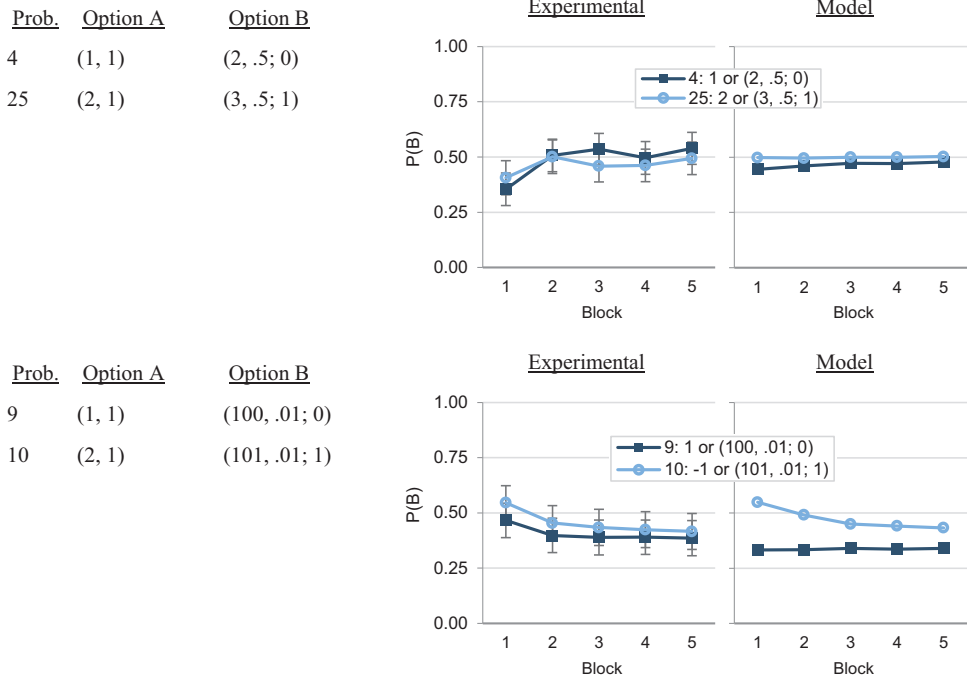 Prob. Option A Option B
4 (1, 1) (2, .5; 0)
25 (2, 1) (3, .5; 1)
Experimental Model
1.00
0.75
0.50
0.25
0.00
P(B)
4: 1 or (2, .5; 0)
25: 2 or (3, .5; 1)
1 2 3 4 5 1 2 3 4 5
Block Block
Prob. Option A Option B
9 (1, 1) (100, .01; 0)
10 (2, 1) (101, .01; 1)
Experimental Model
1.00
0.75
0.50
0.25
0.00
P(B)
9: 1 or (100, .01; 0)
10: -1 or (101, .01; 1)
1 2 3 4 5 1 2 3 4 5
Block Block